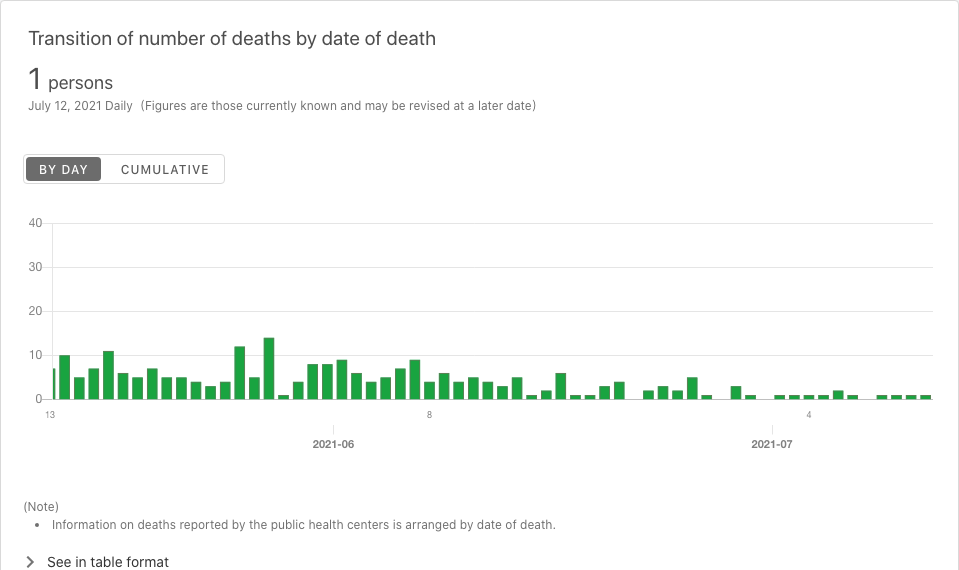 Transition of number of deaths by date of death
1 persons
July 12, 2021 Daily (Figures are those currently known and may be revised at a later date)
BY DAY CUMULATIVE
40
30
20
10
0
13 8 4
2021-06 2021-07
(Note)
• Information on deaths reported by the public health centers is arranged by date of death.
See in table format